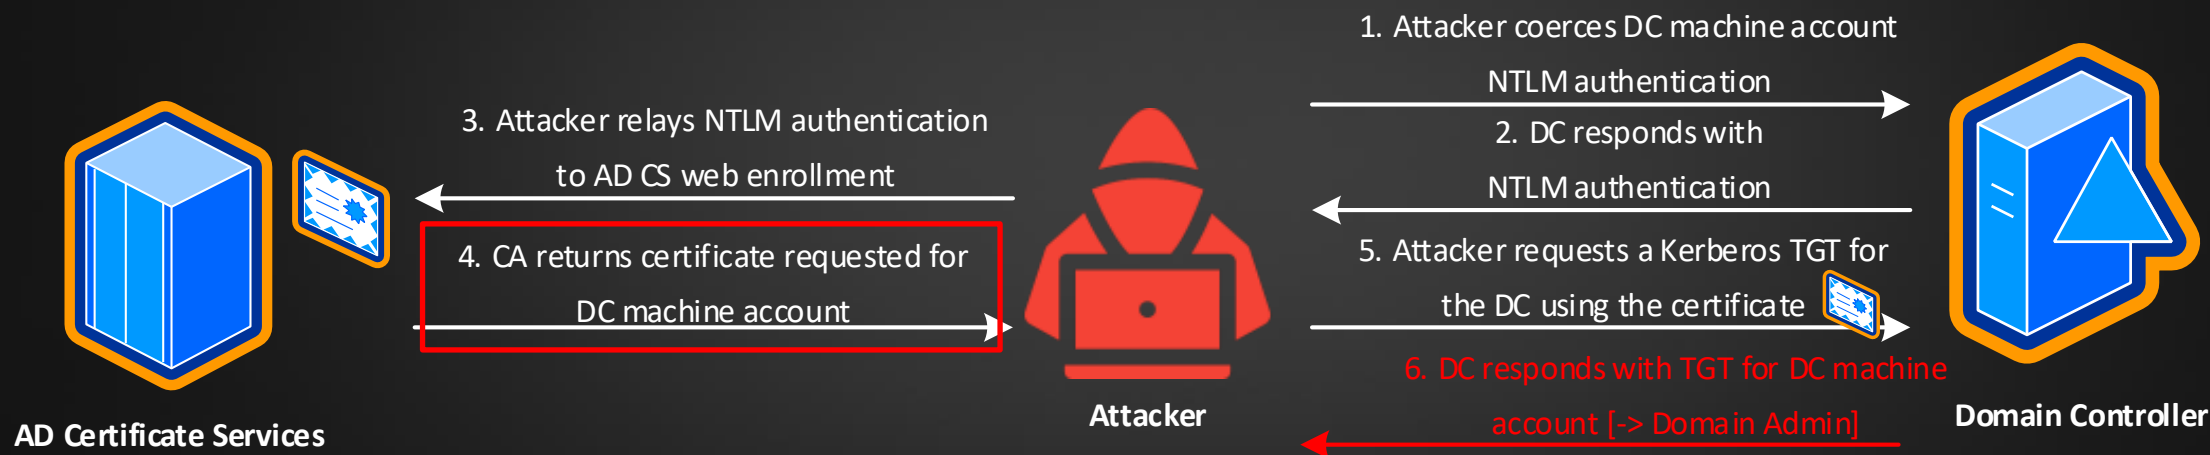 1. Attacker coerces DC machine account
NTLM authentication
2. DC responds with
NTLM authentication
3. Attacker relays NTLM authentication
to AD CS web enrollment
4. CA returns certificate requested for
DC machine account
5. Attacker requests a Kerberos TGT for
the DC using the certificate
6. DC responds with TGT for DC machine
account [-> Domain Admin]
AD Certificate Services
Attacker
Domain Controller